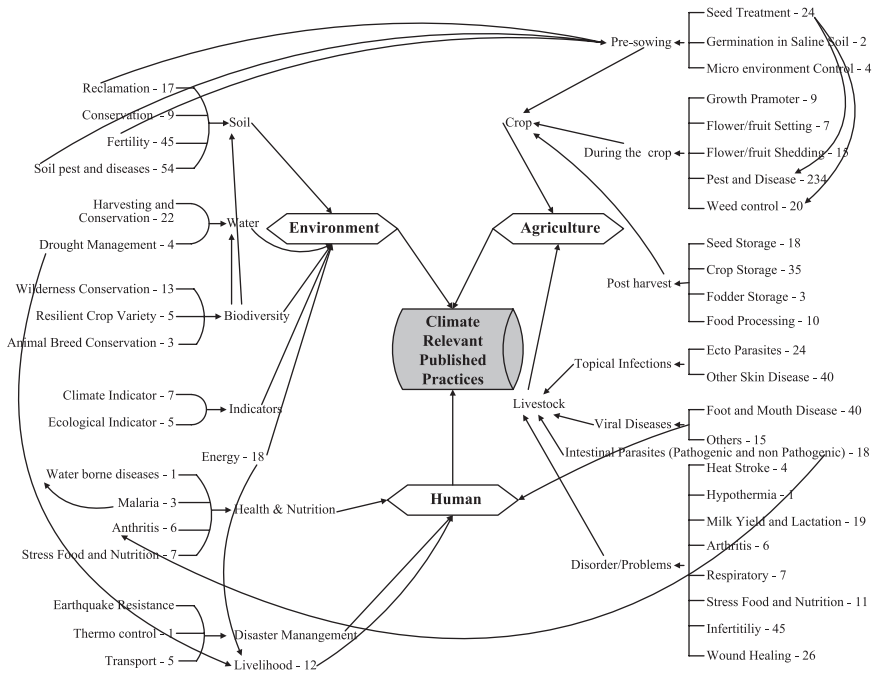 Seed Treatment - 24
Pre-sowing
Germination in Saline Soil - 2
Micro environment Control - 4
Reclamation - 17
Conservation - 9
Soil
Fertility - 45
Soil pest and diseases - 54
Growth Pramoter - 9
Crop
Flower/fruit Setting - 7
During the crop
Flower/fruit Shedding - 15
Pest and Disease - 234
Weed control - 20
Harvesting and
Conservation - 22
Water
Drought Management - 4
Environment
Agriculture
Seed Storage - 18
Crop Storage - 35
Post harvest
Fodder Storage - 3
Food Processing - 10
Wilderness Conservation - 13
Resilient Crop Variety - 5
Biodiversity
Animal Breed Conservation - 3
Climate
Relevant
Published
Practices
Ecto Parasites - 24
Topical Infections
Other Skin Disease - 40
Climate Indicator - 7
Indicators
Ecological Indicator - 5
Livestock
Foot and Mouth Disease - 40
Viral Diseases
Others - 15
Intestinal Parasites (Pathogenic and non Pathogenic) - 18
Energy - 18
Water borne diseases - 1
Malaria - 3
Health & Nutrition
Anthritis - 6
Stress Food and Nutrition - 7
Human
Heat Stroke - 4
Hypothermia - 1
Milk Yield and Lactation - 19
Arthritis - 6
Disorder/Problems
Respiratory - 7
Stress Food and Nutrition - 11
Infertitiliy - 45
Wound Healing - 26
Earthquake Resistance
Thermo control - 1
Disaster Manangement
Transport - 5
Livelihood - 12